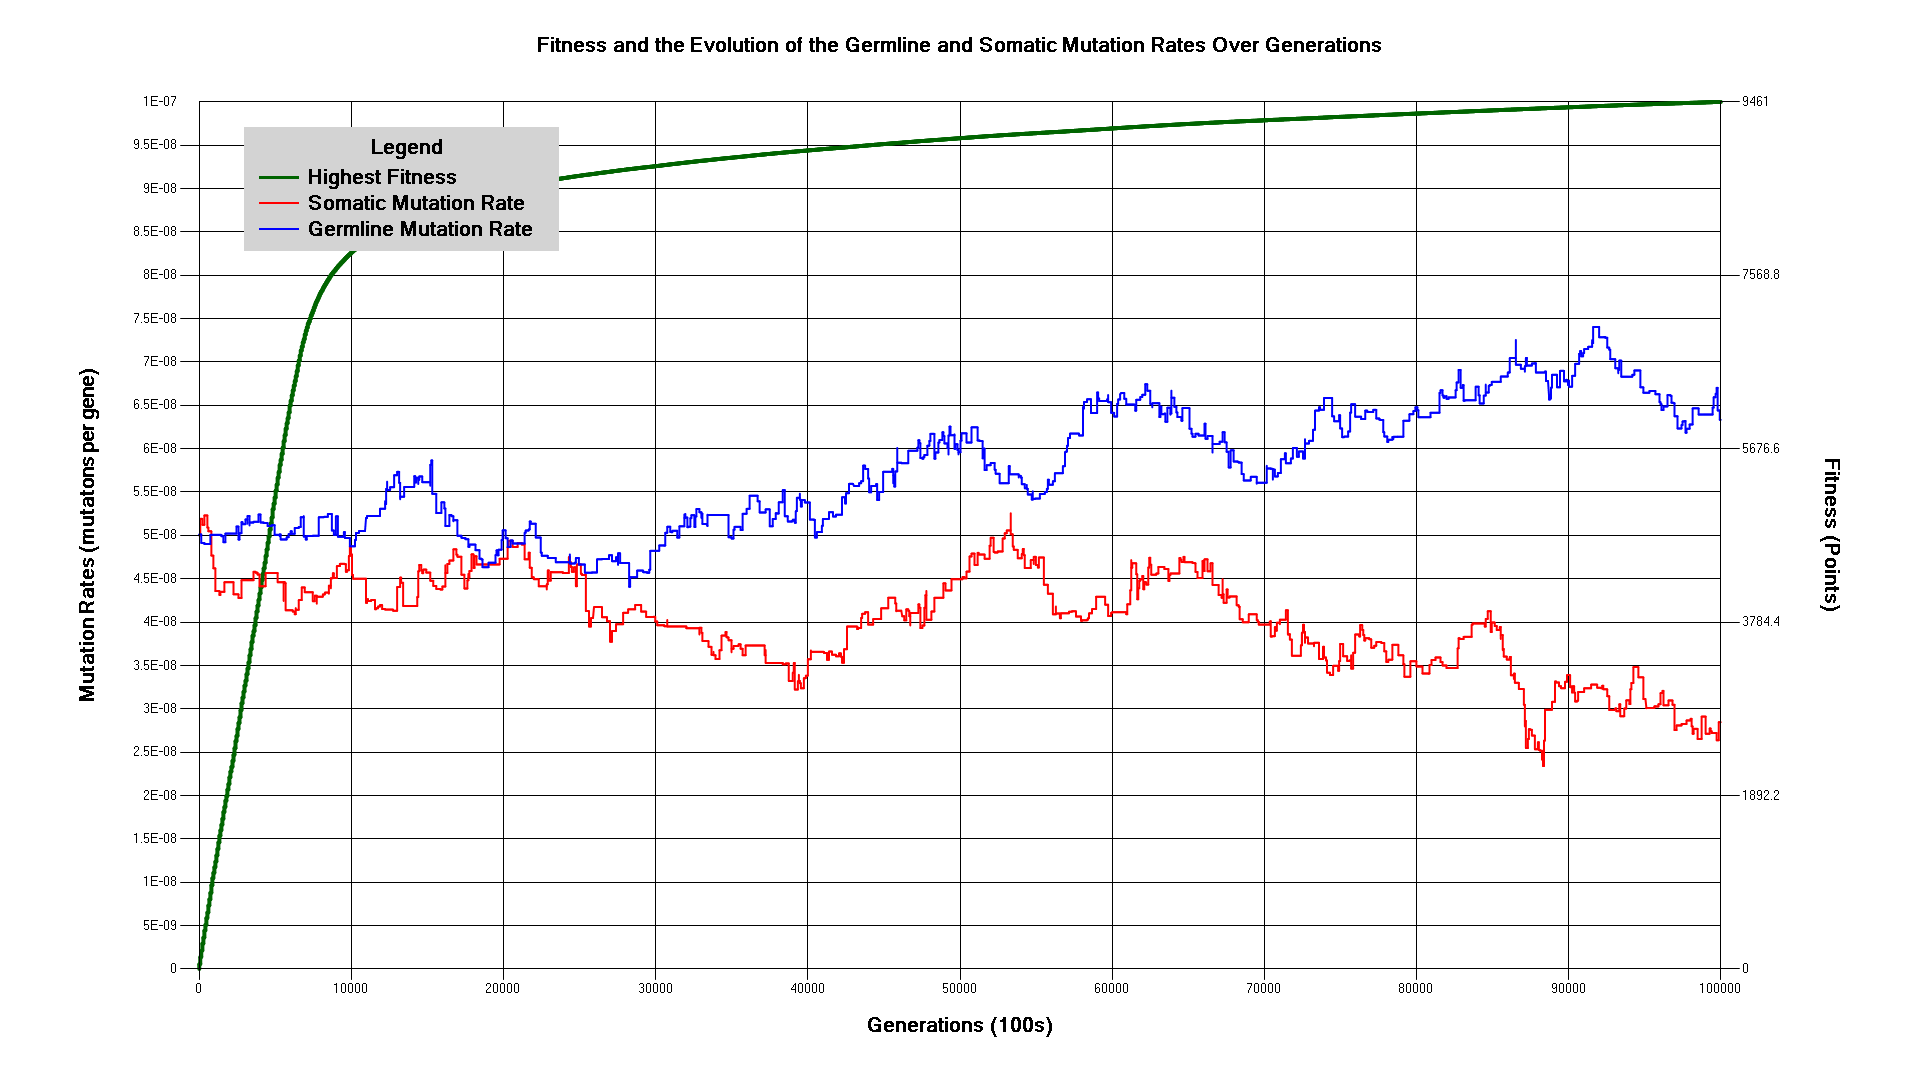 Fitness and the Evolution of the Germline and Somatic Mutation Rates Over Generations
1E-07
9.5E-08
9E-08
8.5E-08
8E-08
7.5E-08
7E-08
6.5E-08
6E-08
5.5E-08
5E-08
4.5E-08
4E-08
3.5E-08
3E-08
2.5E-08
2E-08
1.5E-08
1E-08
5E-09
0
Mutation Rates (mutatons per gene)
Legend
Highest Fitness
Somatic Mutation Rate
Germline Mutation Rate
9461
7568.8
5676.6
3784.4
1892.2
0
Fitness (Points)
0 10000 20000 30000 40000 50000 60000 70000 80000 90000 100000
Generations (100s)